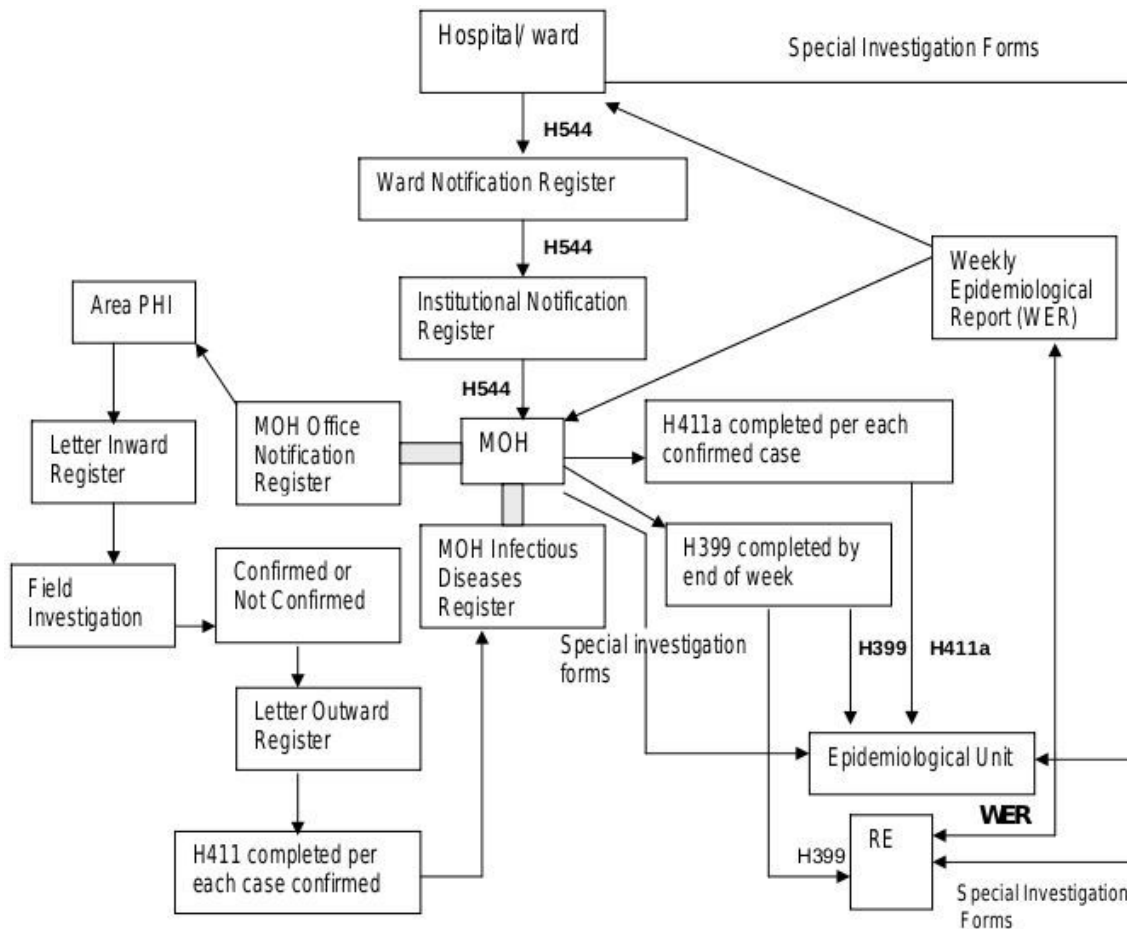 Hospital/ ward
Special Investigation Forms
H544
Ward Notification Register
H544
Weekly
Epidemiological
Report (WER)
Institutional Notification
Register
Area PHI
H544
MOH Office
Notification
Register
MOH
H411a completed per each
confirmed case
Letter Inward
Register
H399 completed by
end of week
MOH Infectious
Diseases
Register
Confirmed or
Not Confirmed
Field
Investigation
Special investigation
forms
H399
H411a
Letter Outward
Register
Epidemiological Unit
WER
RE
H399
H411 completed per
each case confirmed
Special Investigation
Forms